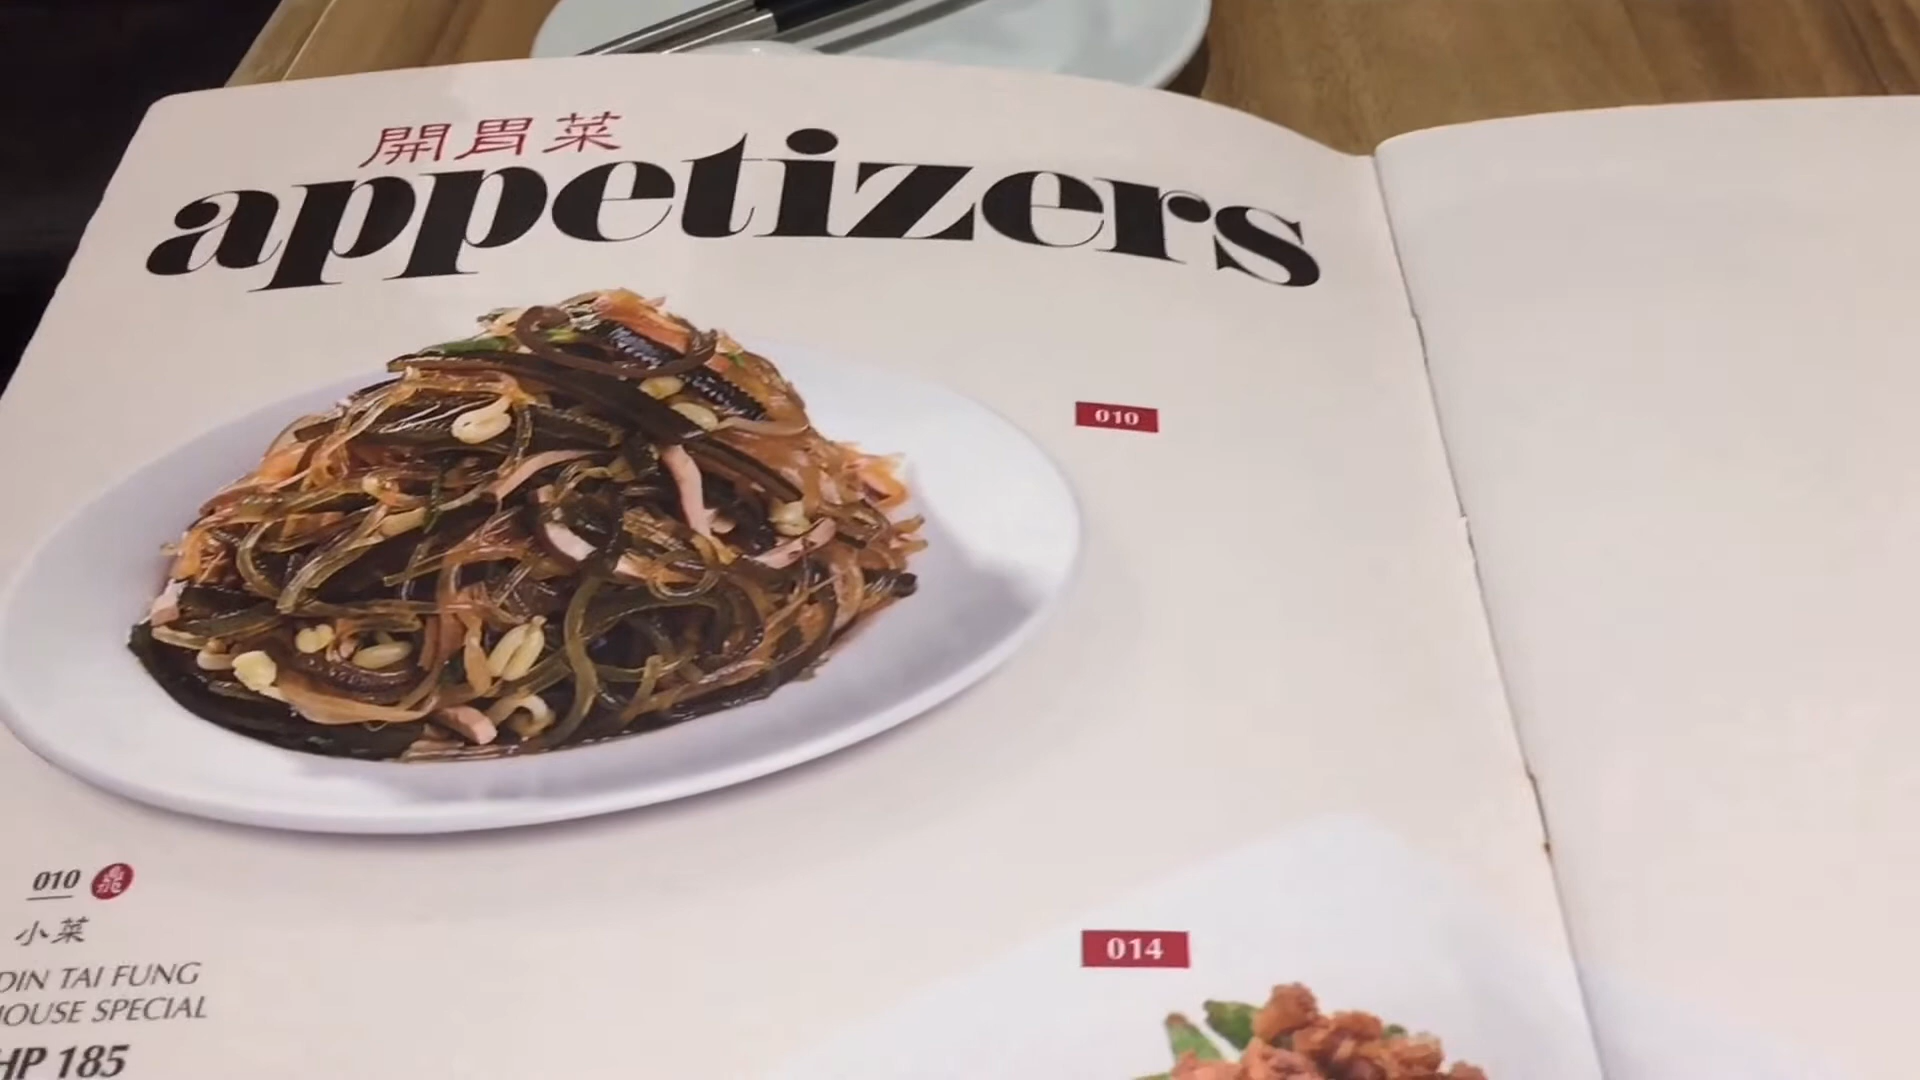 開胃菜
appetizers
010
014
010
小菜
DIN TAI FUNG
HOUSE SPECIAL
HP 185